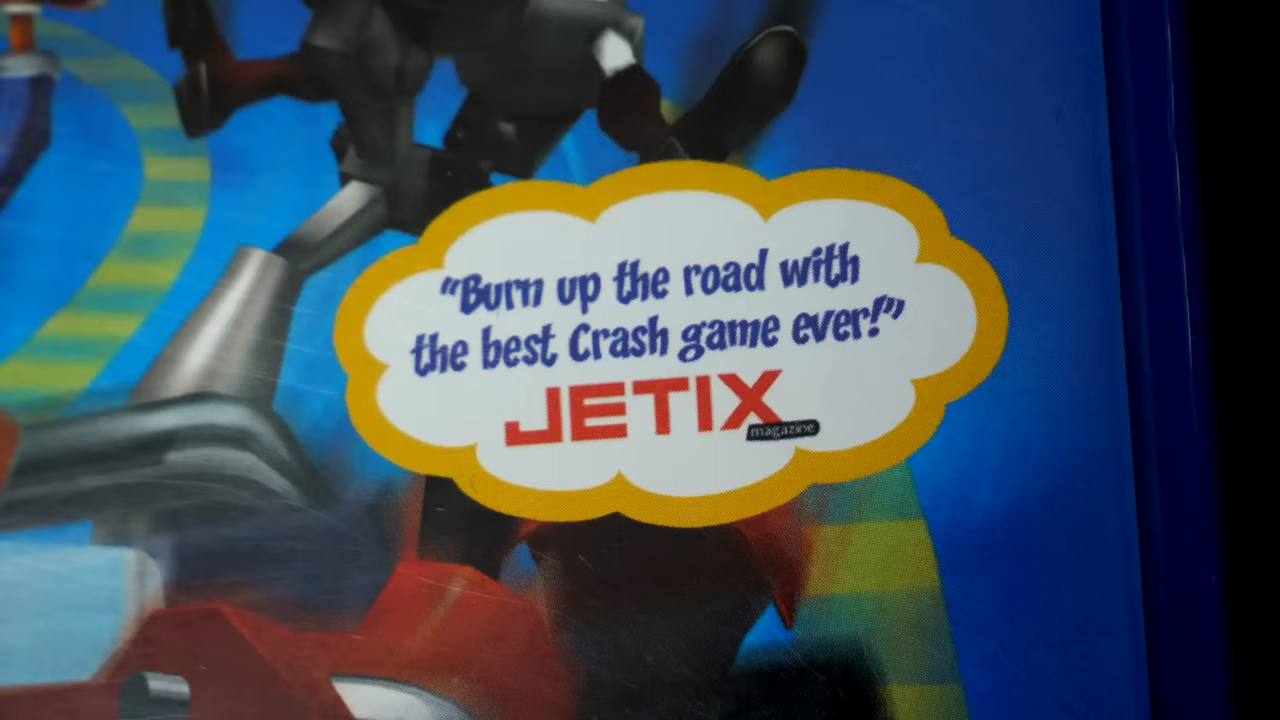 “Burn up the road with
the best Crash game ever!”
JETIX
magazine